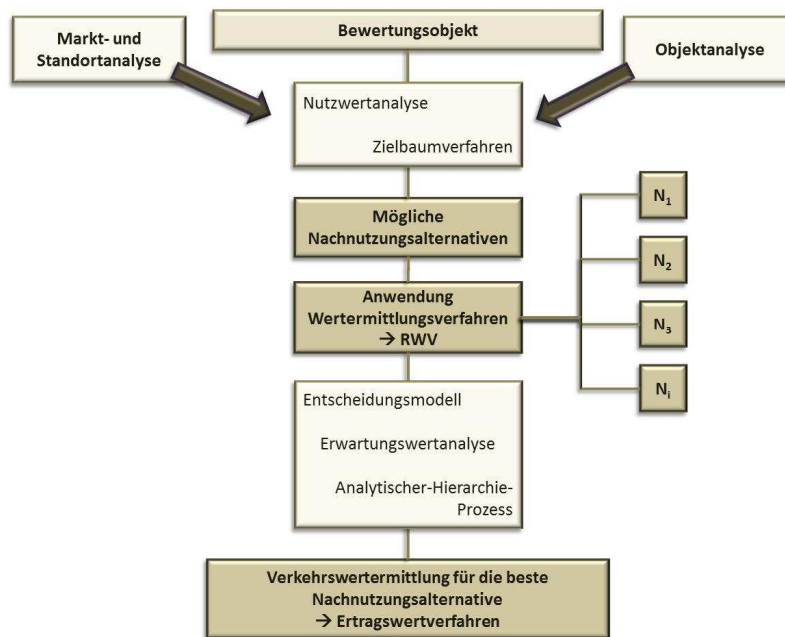 Bewertungsobjekt
Markt- und
Standortanalyse
Objektanalyse
Nutzwertanalyse
Zielbaumverfahren
Mögliche
Nachnutzungsalternativen
Anwendung
Wertermittlungsverfahren
→ RWV
N₁
N₂
N₃
Nᵢ
Entscheidungsmodell
Erwartungswertanalyse
Analytischer-Hierarchie-
Prozess
Verkehrswertermittlung für die beste
Nachnutzungsalternative
→ Ertragswertverfahren